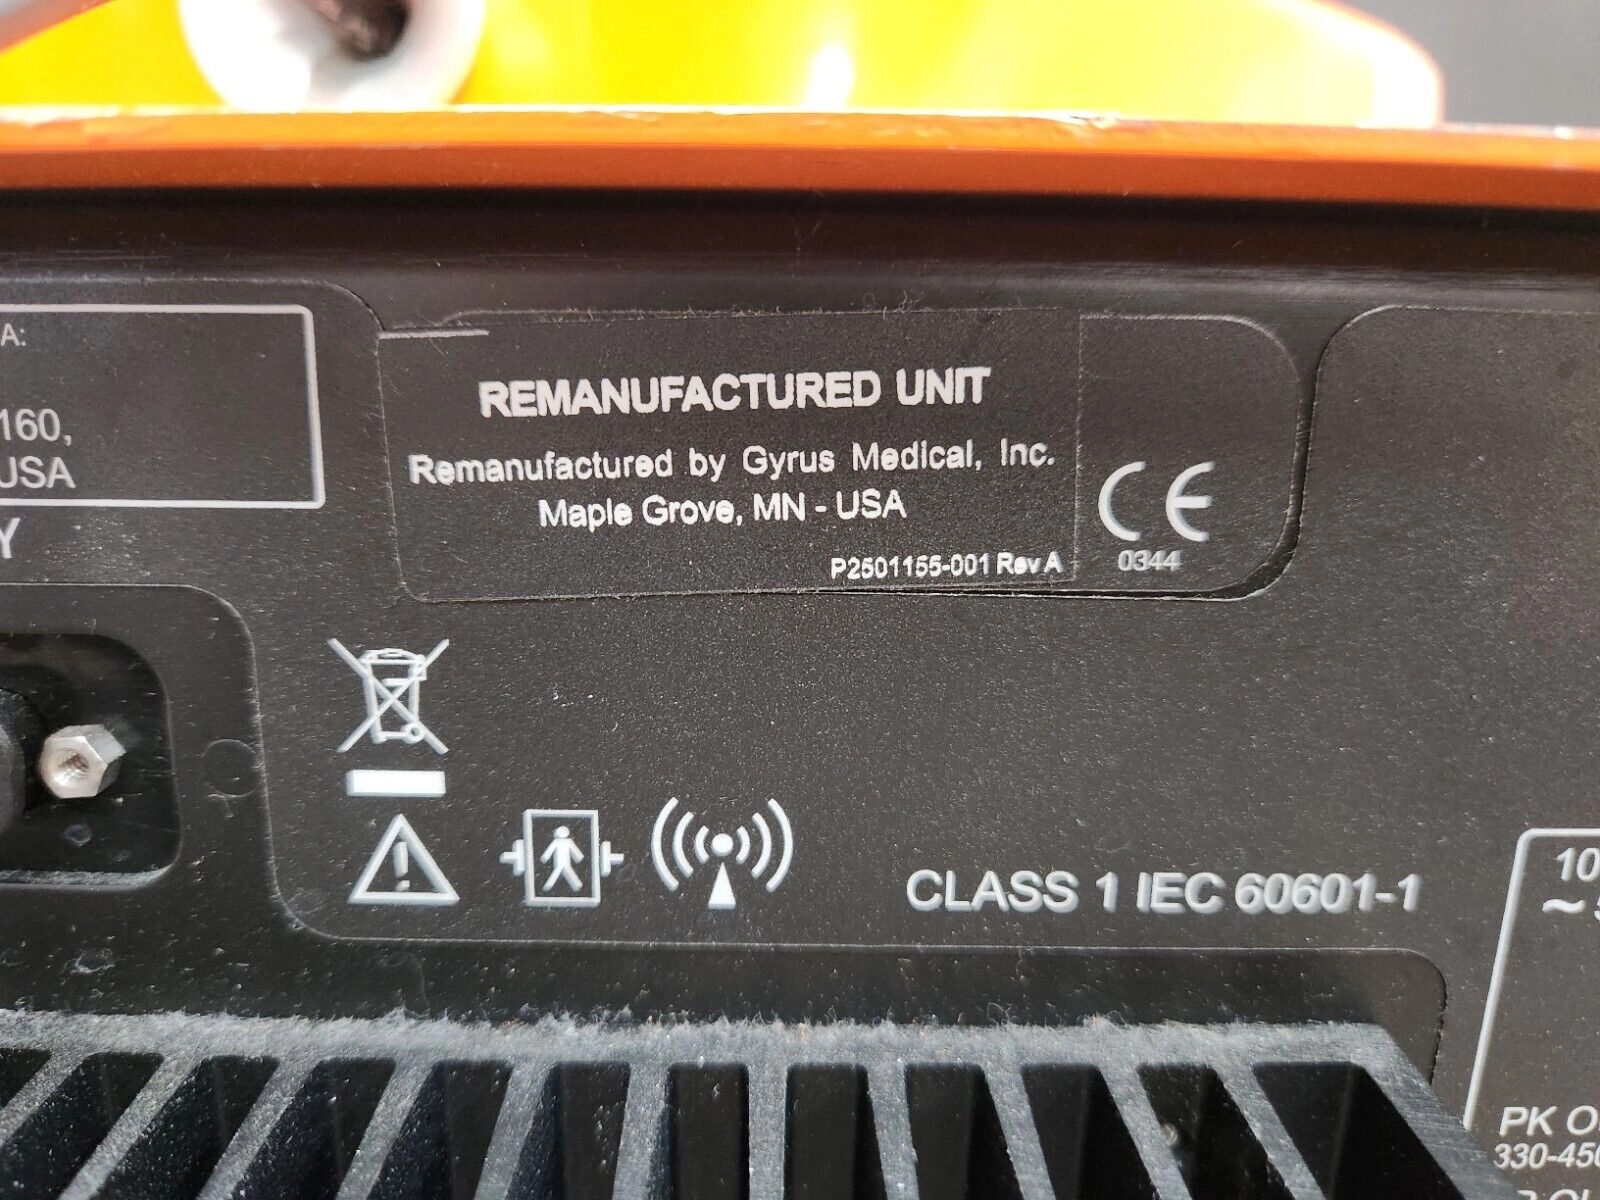 A:
160,
USA
Y
REMANUFACTURED UNIT
Remanufactured by Gyrus Medical, Inc.
Maple Grove, MN - USA
P2501155-001 Rev A
CE
0344
CLASS 1 IEC 60601-1
10
~
PK
330-450